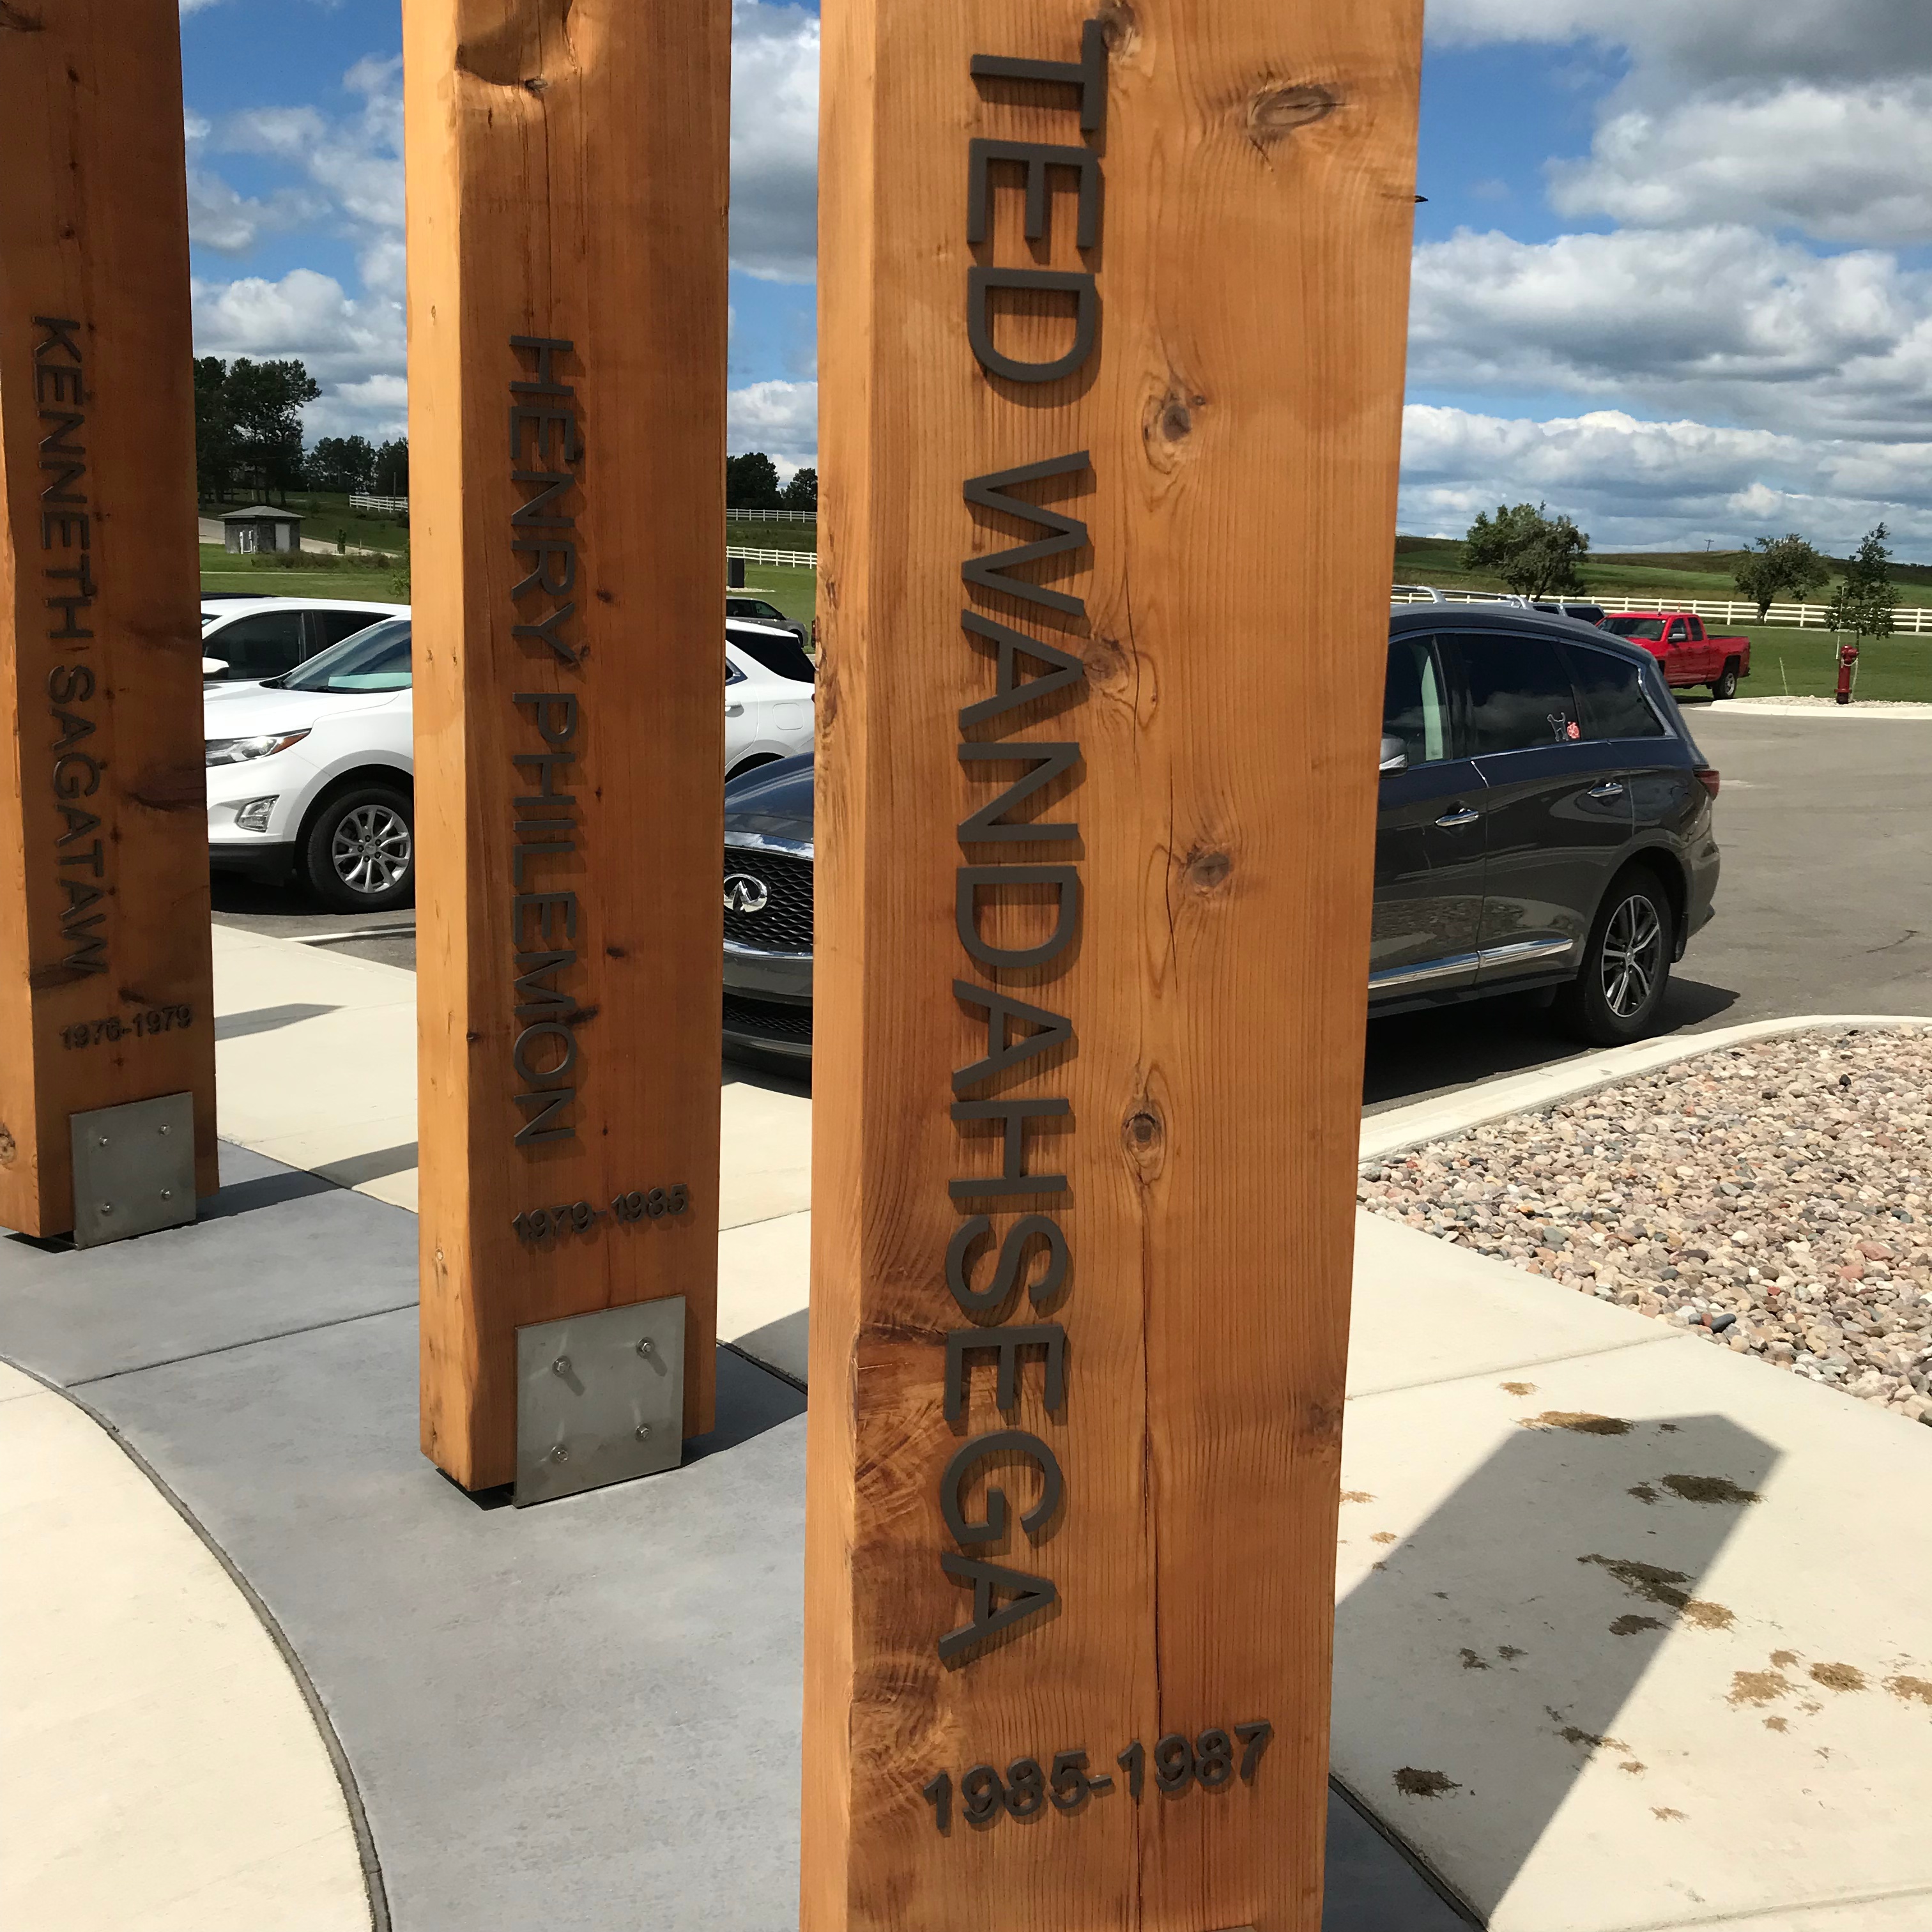 KENNETH SAGATAW
1976-1979
HENRY PHILEMON
1979-1985
TED WANDAHSEGA
1985-1987